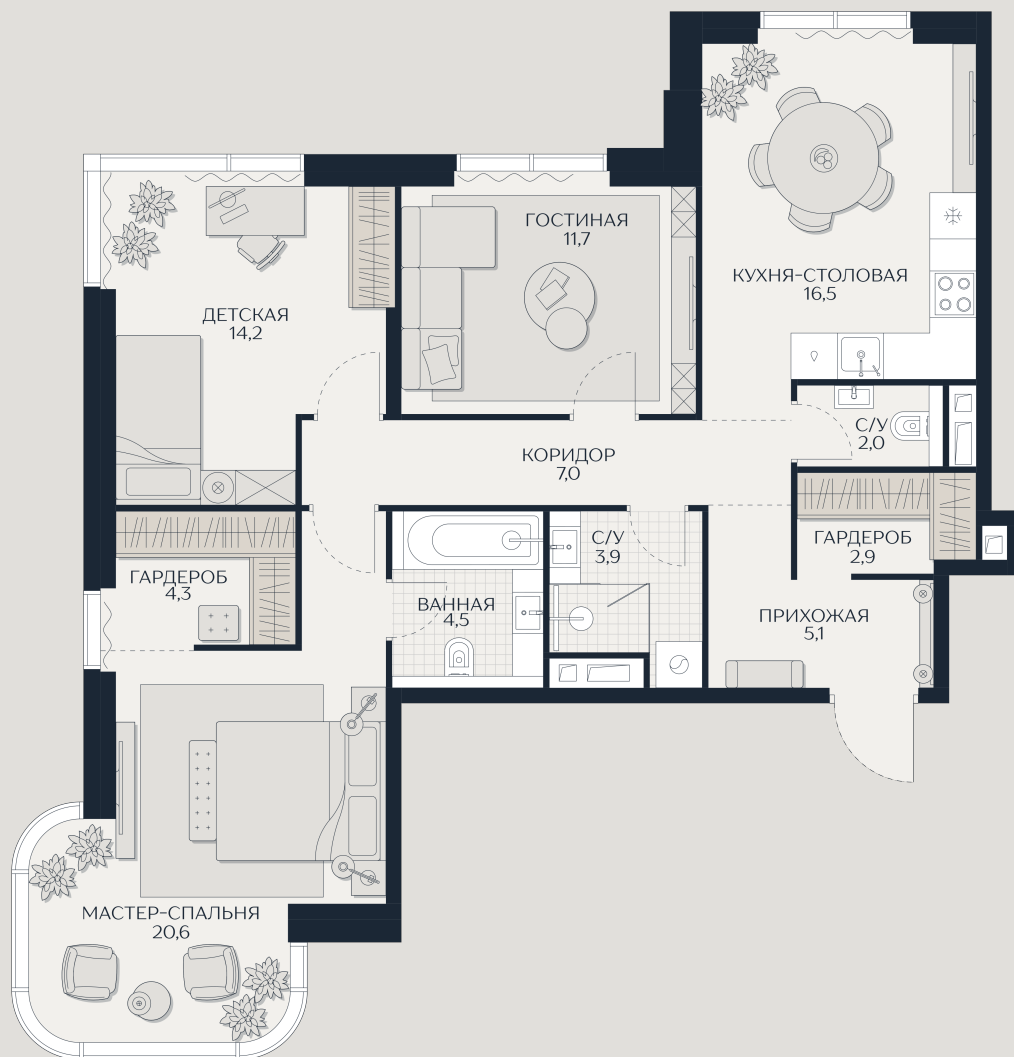 ГОСТИНАЯ
11,7
КУХНЯ-СТОЛОВАЯ
16,5
ДЕТСКАЯ
14,2
С/У
2,0
КОРИДОР
7,0
С/У
3,9
ГАРДЕРОБ
2,9
ГАРДЕРОБ
4,3
ВАННАЯ
4,5
ПРИХОЖАЯ
5,1
МАСТЕР-СПАЛЬНЯ
20,6